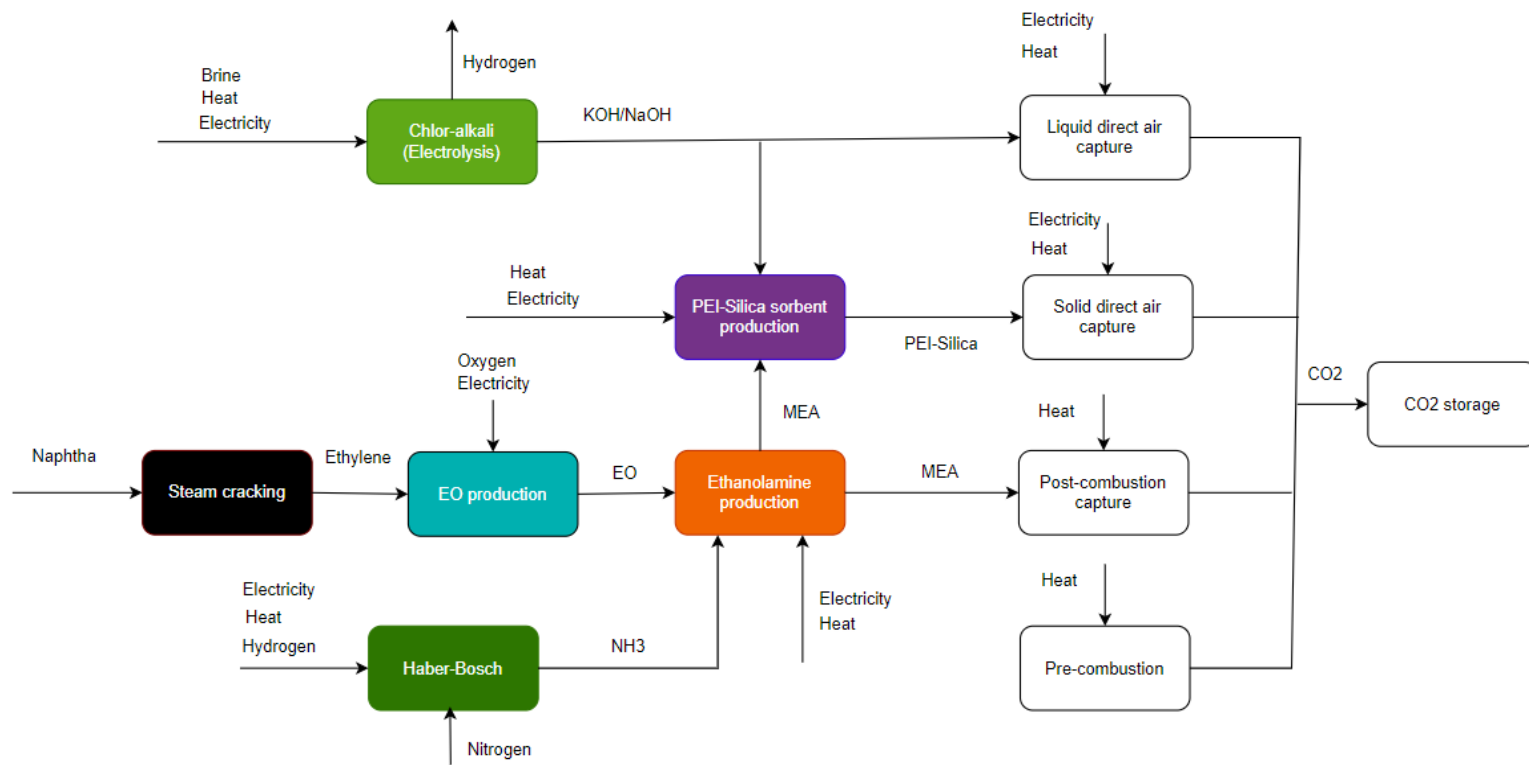 Electricity
Heat
Hydrogen
Brine
Heat
Electricity
Chlor-alkali
(Electrolysis)
KOH/NaOH
Liquid direct air
capture
Electricity
Heat
Heat
Electricity
PEI-Silica sorbent
production
PEI-Silica
Solid direct air
capture
Oxygen
Electricity
MEA
Heat
CO2
CO2 storage
Naphtha
Steam cracking
Ethylene
EO production
EO
Ethanolamine
production
MEA
Post-combustion
capture
Electricity
Heat
Hydrogen
Haber-Bosch
NH3
Electricity
Heat
Heat
Pre-combustion
Nitrogen